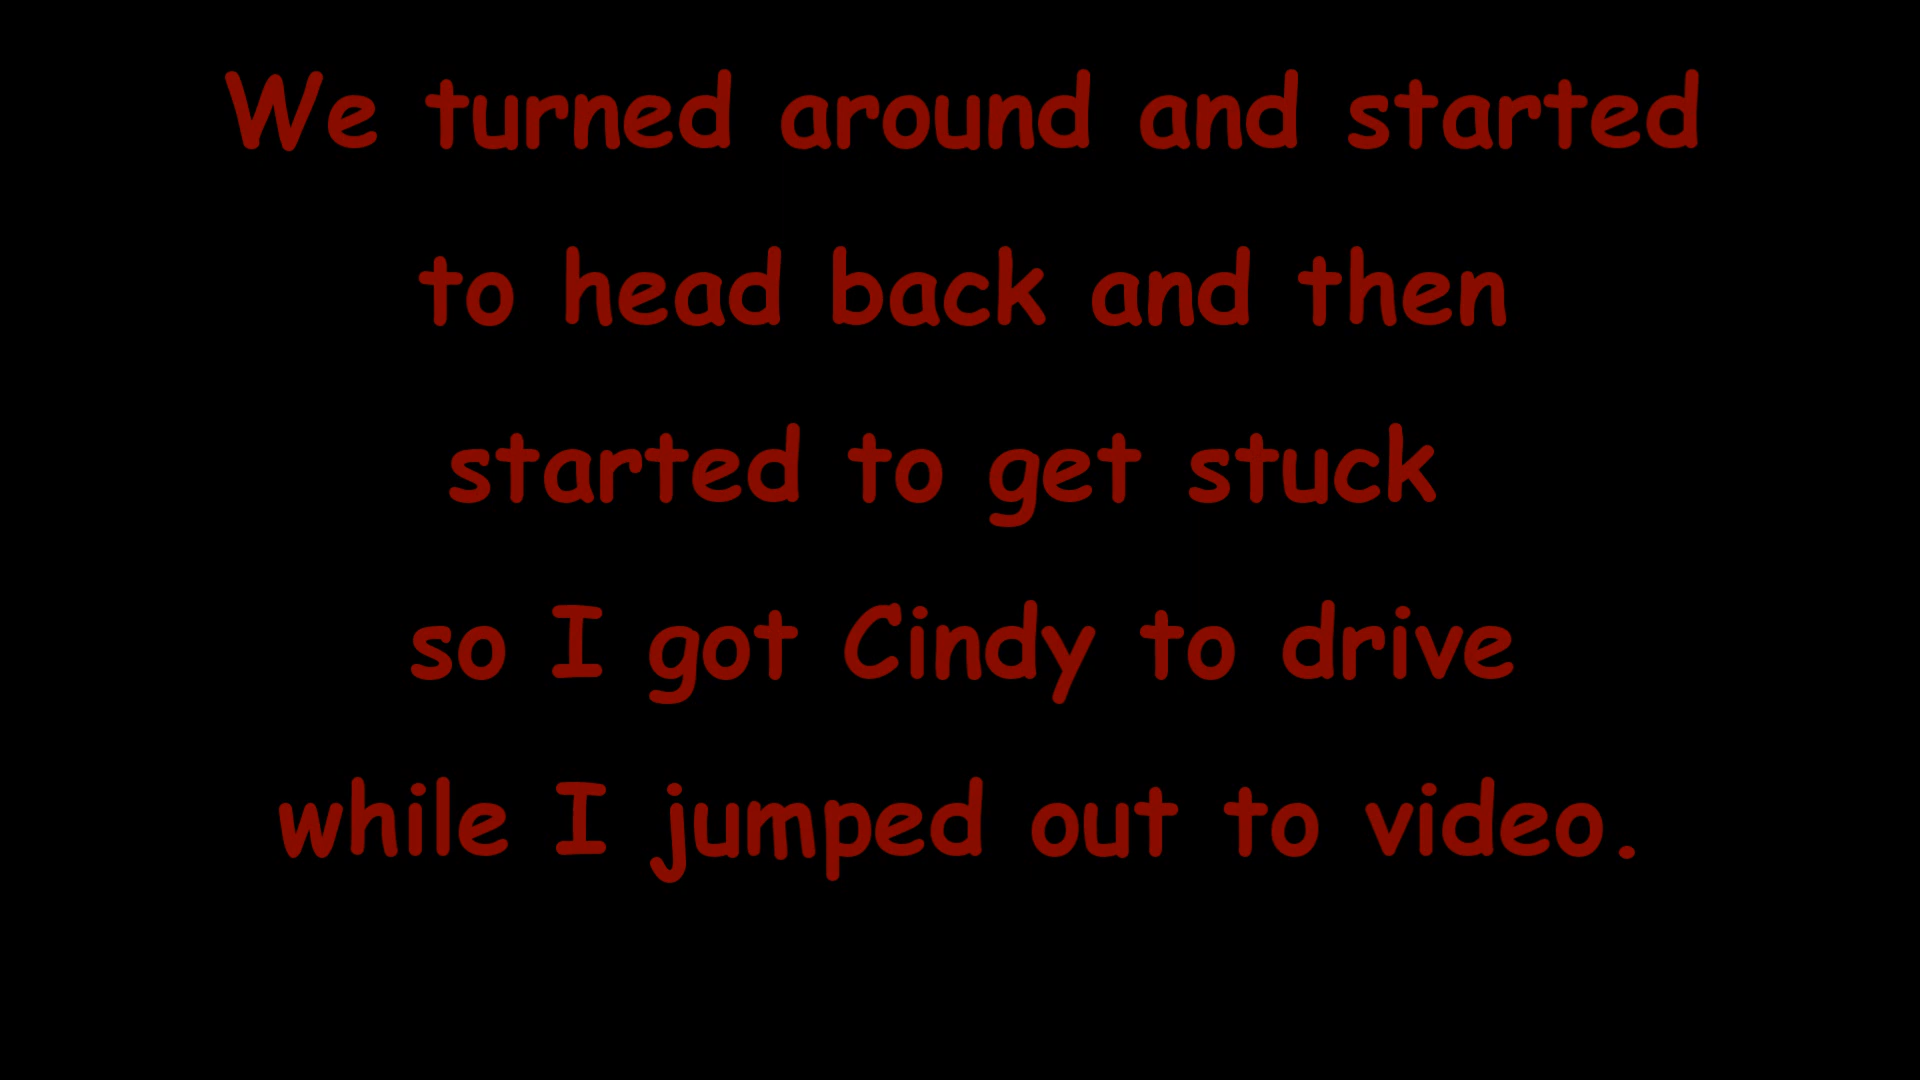 We turned around and started
to head back and then
started to get stuck
so I got Cindy to drive
while I jumped out to video.